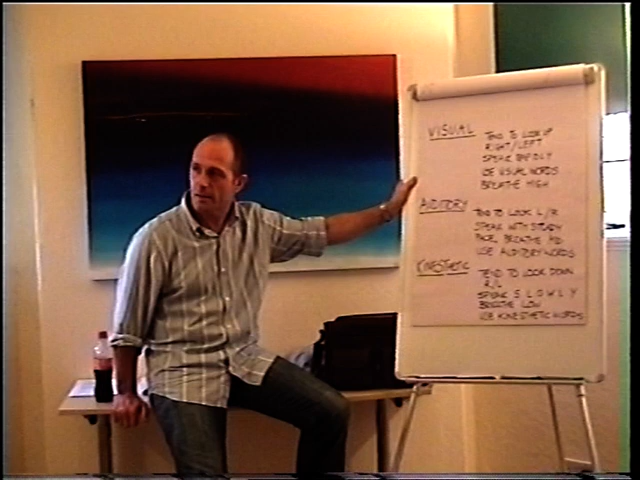 VISUAL
TEND TO LOOK UP
RIGHT/LEFT
SPEAK RAPIDLY
USE VISUAL WORDS
BREATHE HIGH
AUDITORY
TEND TO LOOK L/R
SPEAK WITH STEADY
PACE, BREATHE MID
USE AUDITORY WORDS
KINESTHETIC
TEND TO LOOK DOWN
R/L
SPEAK S L O W L Y
BREATHE LOW
USE KINESTHETIC WORDS